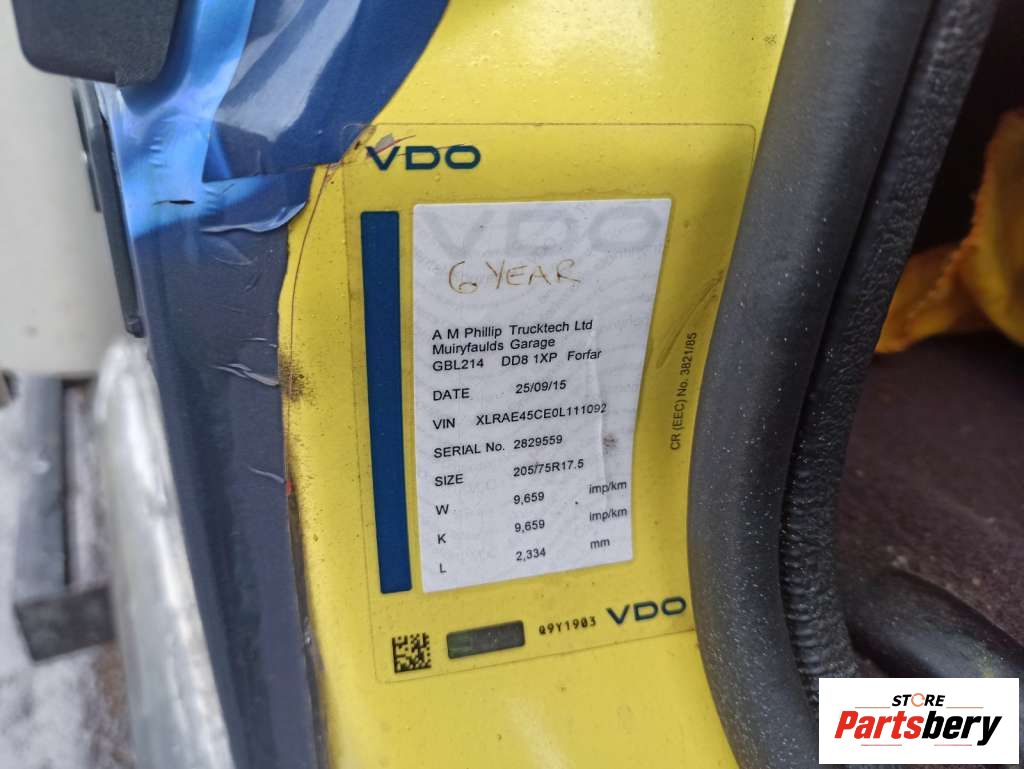 VDO
VDO
6 YEAR
A M Phillip Trucktech Ltd
Muiryfaulds Garage
GBL214 DD8 1XP Forfar
DATE 25/09/15
VIN XLRAE45CE0L111092
SERIAL No. 2829559
SIZE 205/75R17.5
W 9,659 imp/km
K 9,659 imp/km
L 2,334 mm
CR (EEC) No. 3821/85
Q9Y1903 VDO
STORE
Partsbery